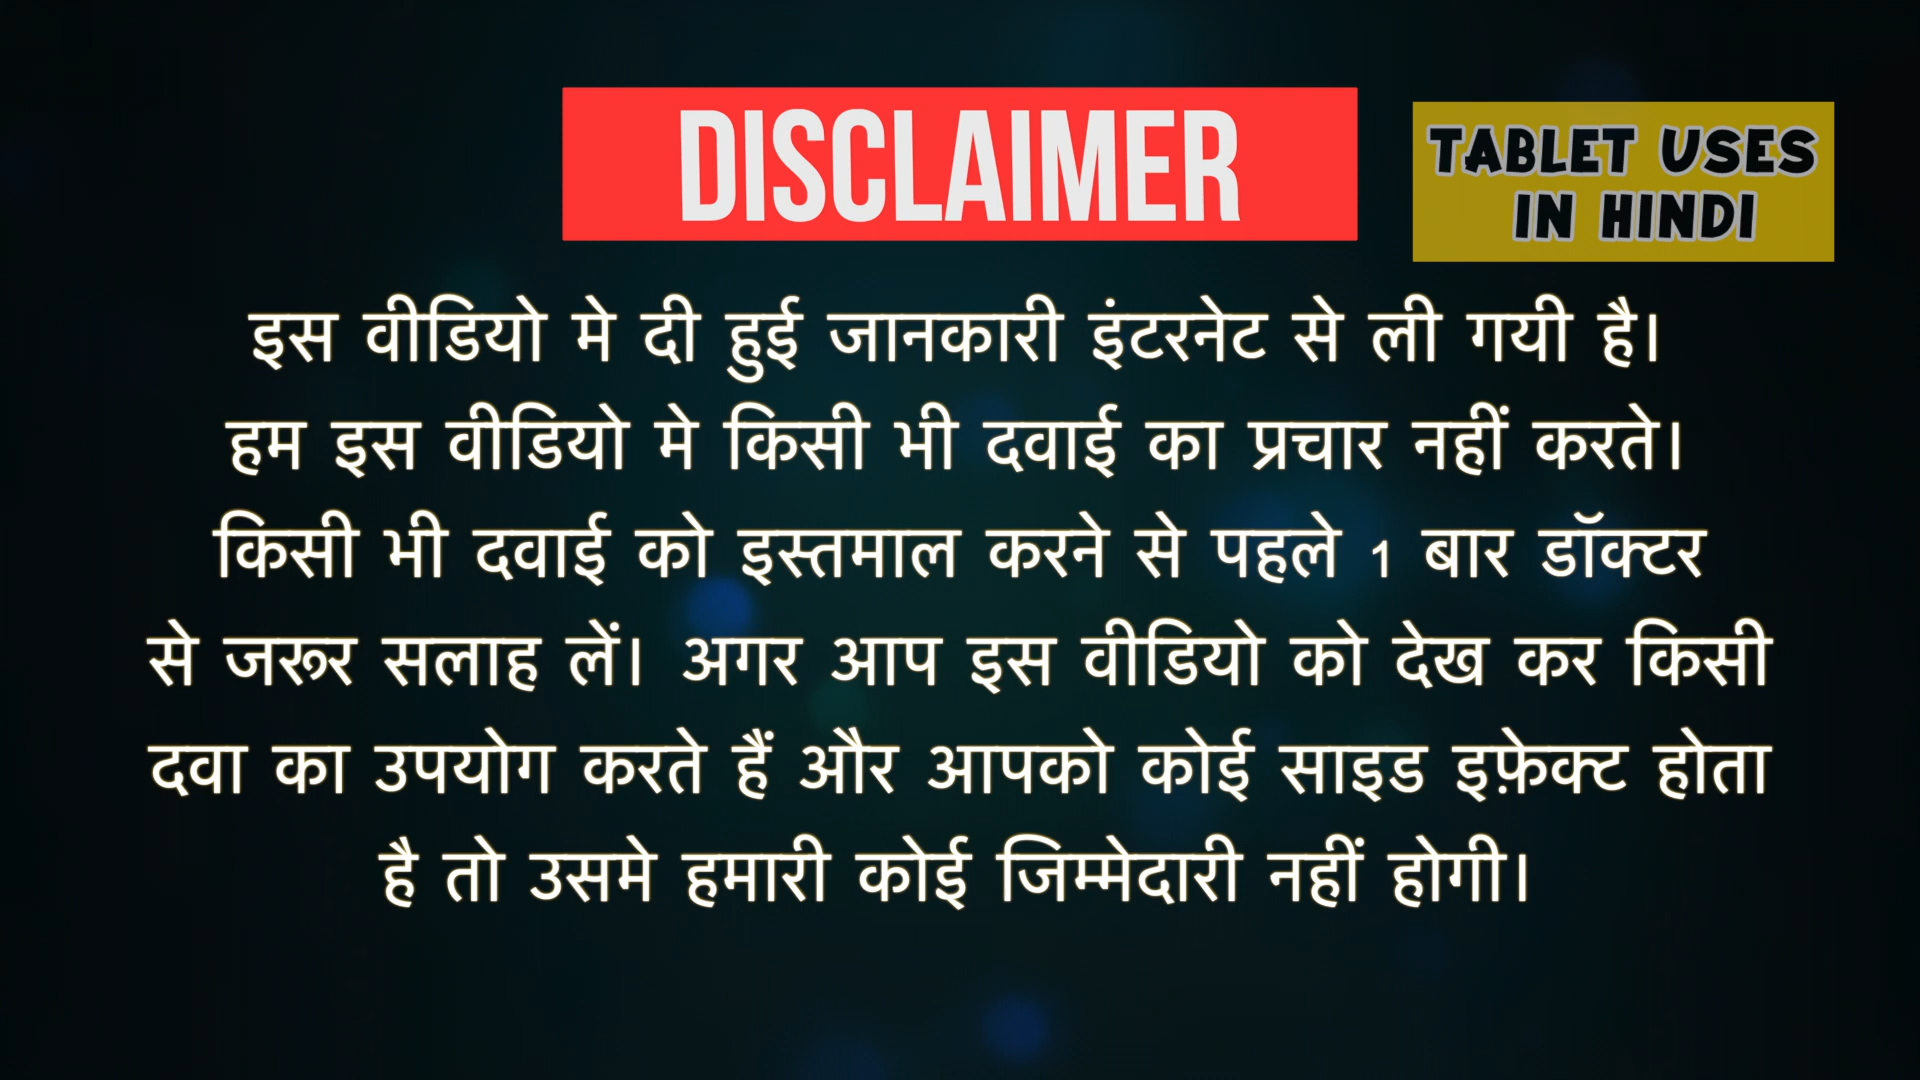 DISCLAIMER
TABLET USES
IN HINDI
इस वीडियो मे दी हुई जानकारी इंटरनेट से ली गयी है।
हम इस वीडियो मे किसी भी दवाई का प्रचार नहीं करते।
किसी भी दवाई को इस्तमाल करने से पहले 1 बार डॉक्टर
से जरूर सलाह लें। अगर आप इस वीडियो को देख कर किसी
दवा का उपयोग करते हैं और आपको कोई साइड इफ़ेक्ट होता
है तो उसमे हमारी कोई जिम्मेदारी नहीं होगी।